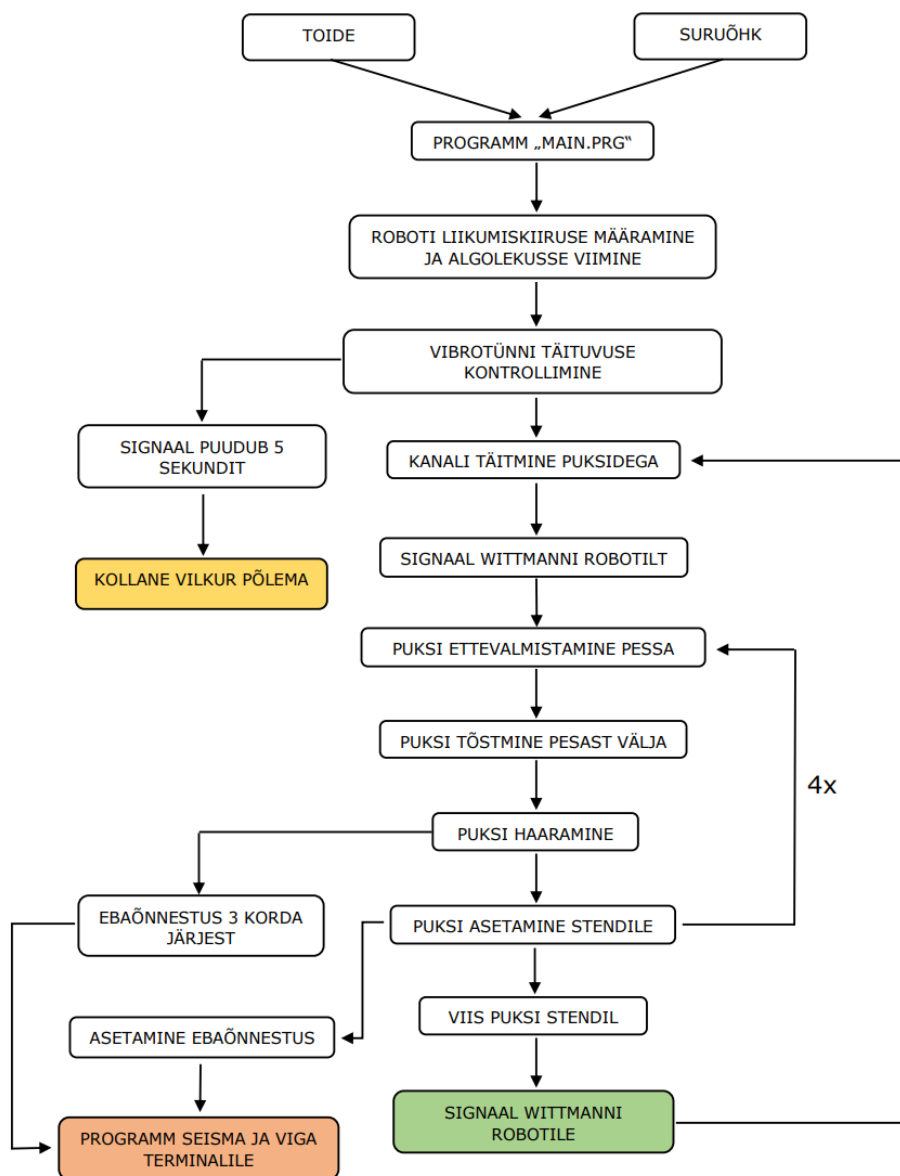 TOIDE
SURUÕHK
PROGRAMM „MAIN.PRG“
ROBOTI LIIKUMISKIIRUSE MÄÄRAMINE
JA ALGOLEKUSSE VIIMINE
VIBROTÜNNI TÄITUVUSE
KONTROLLIMINE
SIGNAAL PUUDUB 5
SEKUNDIT
KANALI TÄITMINE PUKSIDEGA
KOLLANE VILKUR PÕLEMA
SIGNAAL WITTMANNI ROBOTILT
PUKSI ETTEVALMISTAMINE PESSA
PUKSI TÕSTMINE PESAST VÄLJA
4x
PUKSI HAARAMINE
EBAÕNNESTUS 3 KORDA
JÄRJEST
PUKSI ASETAMINE STENDILE
VIIS PUKSI STENDIL
ASETAMINE EBAÕNNESTUS
SIGNAAL WITTMANNI
ROBOTILE
PROGRAMM SEISMA JA VIGA
TERMINALILE